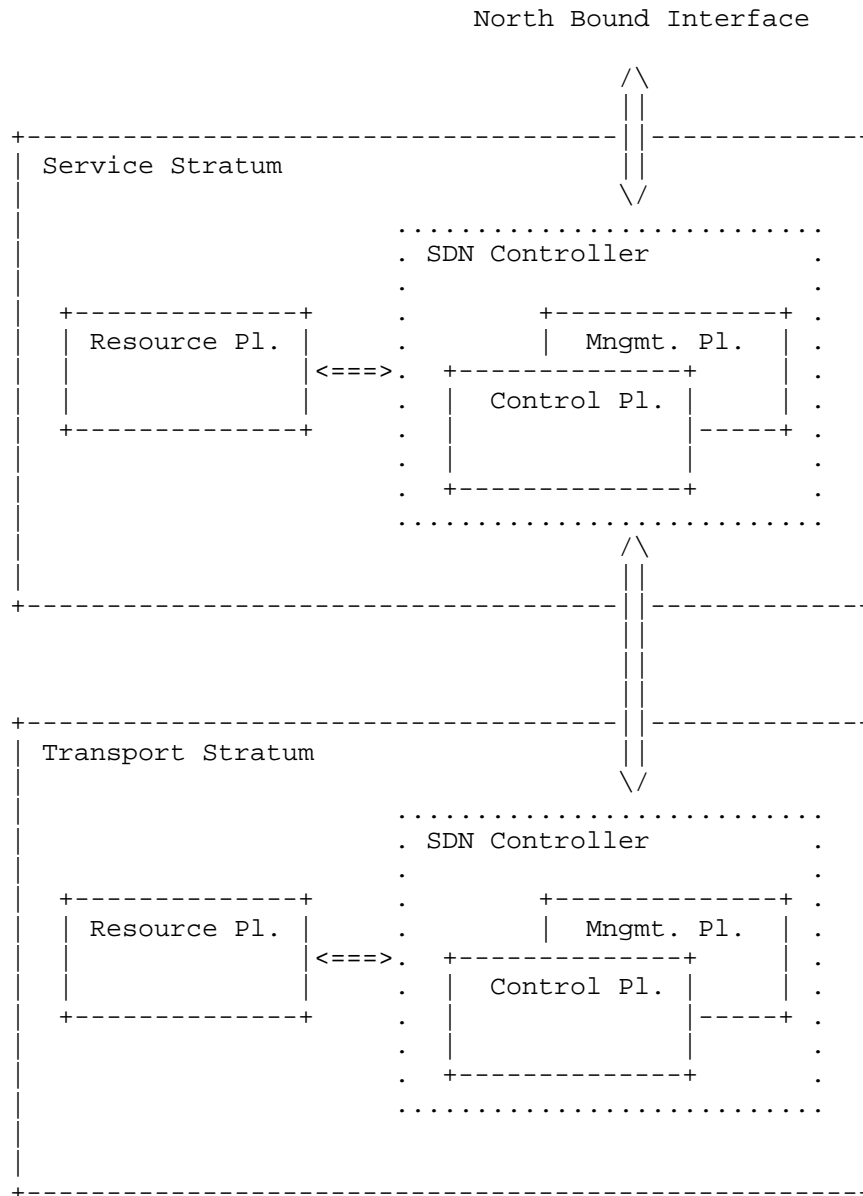 North Bound Interface
Service Stratum
SDN Controller
Resource Pl.
Mngmt. Pl.
Control Pl.
Transport Stratum
SDN Controller
Resource Pl.
Mngmt. Pl.
Control Pl.